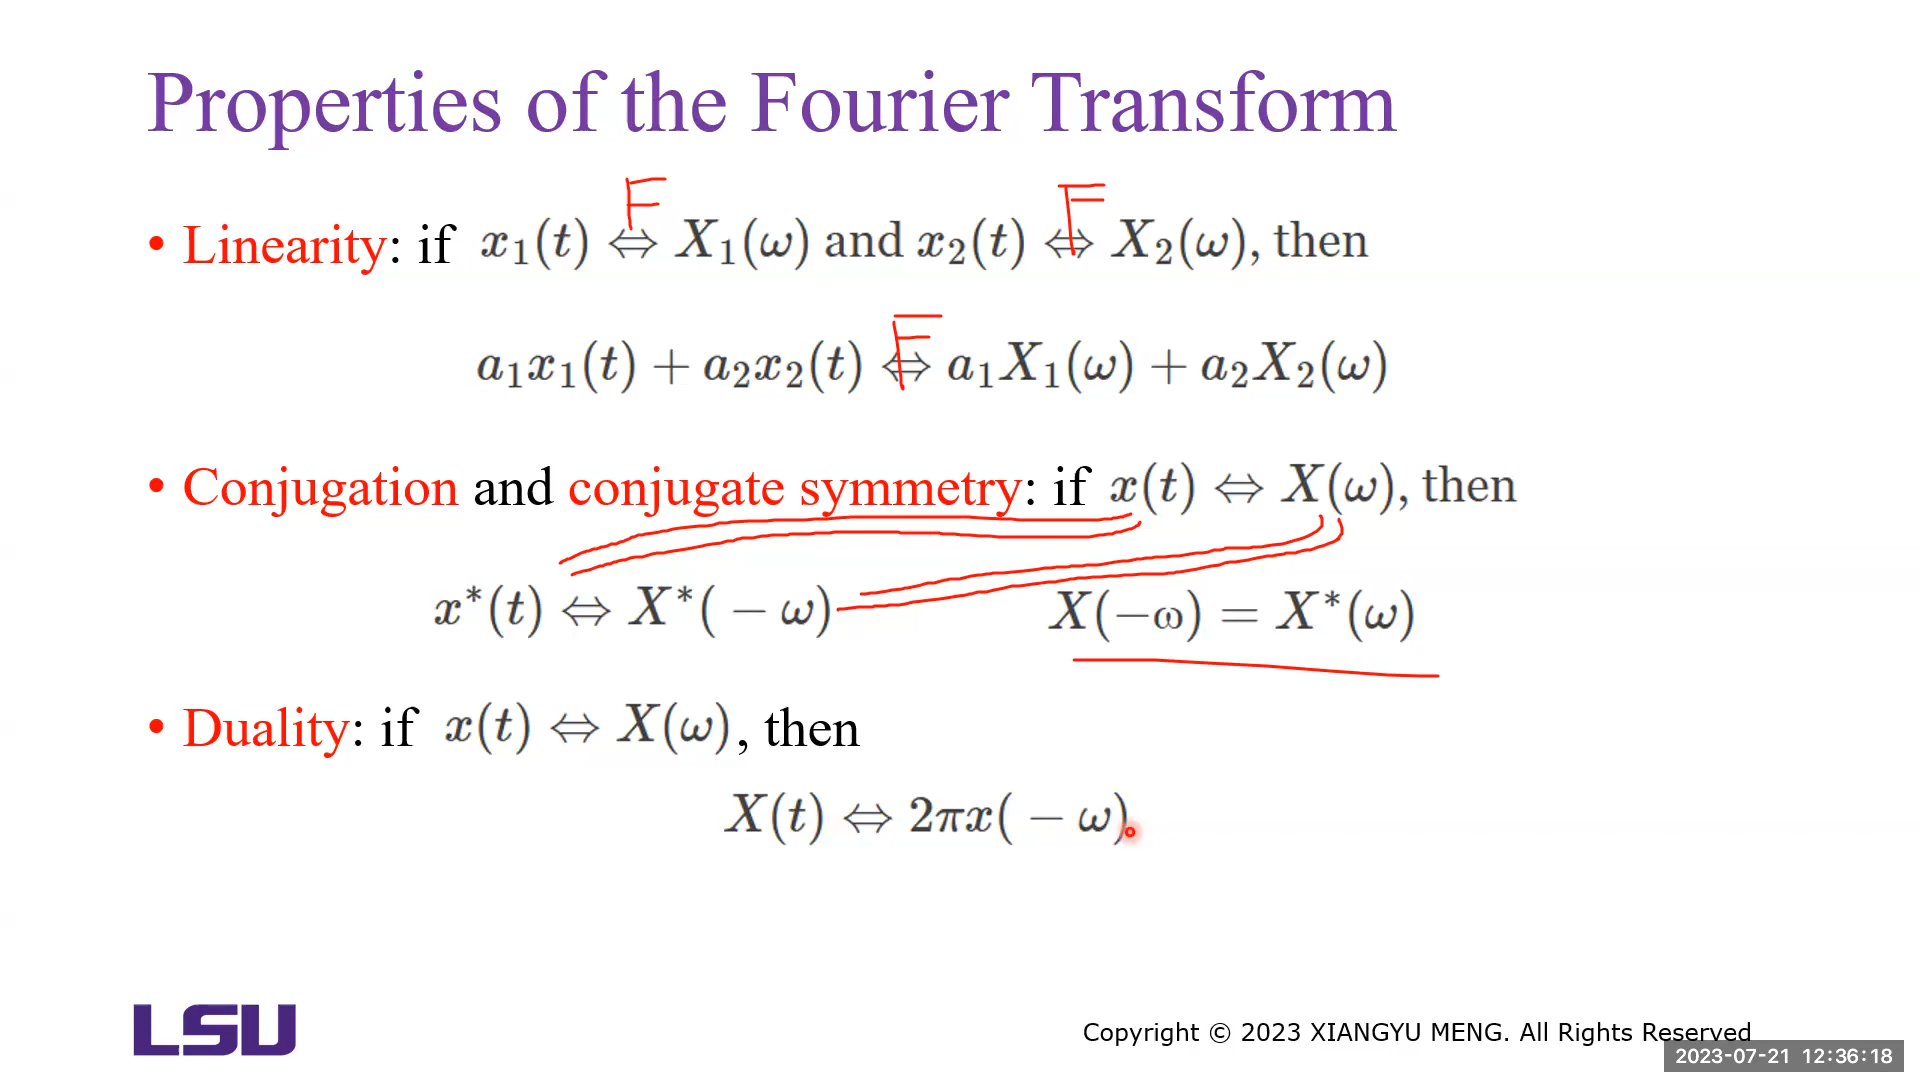 Properties of the Fourier Transform
F F
• Linearity: if x₁(t) ⇔ X₁(ω) and x₂(t) ⇔ X₂(ω), then
F
a₁x₁(t) + a₂x₂(t) ⇔ a₁X₁(ω) + a₂X₂(ω)
• Conjugation and conjugate symmetry: if x(t) ⇔ X(ω), then
x*(t) ⇔ X*( − ω) X(−ω) = X*(ω)
• Duality: if x(t) ⇔ X(ω), then
X(t) ⇔ 2πx( − ω)
LSU
Copyright © 2023 XIANGYU MENG. All Rights Reserved
2023-07-21 12:36:18